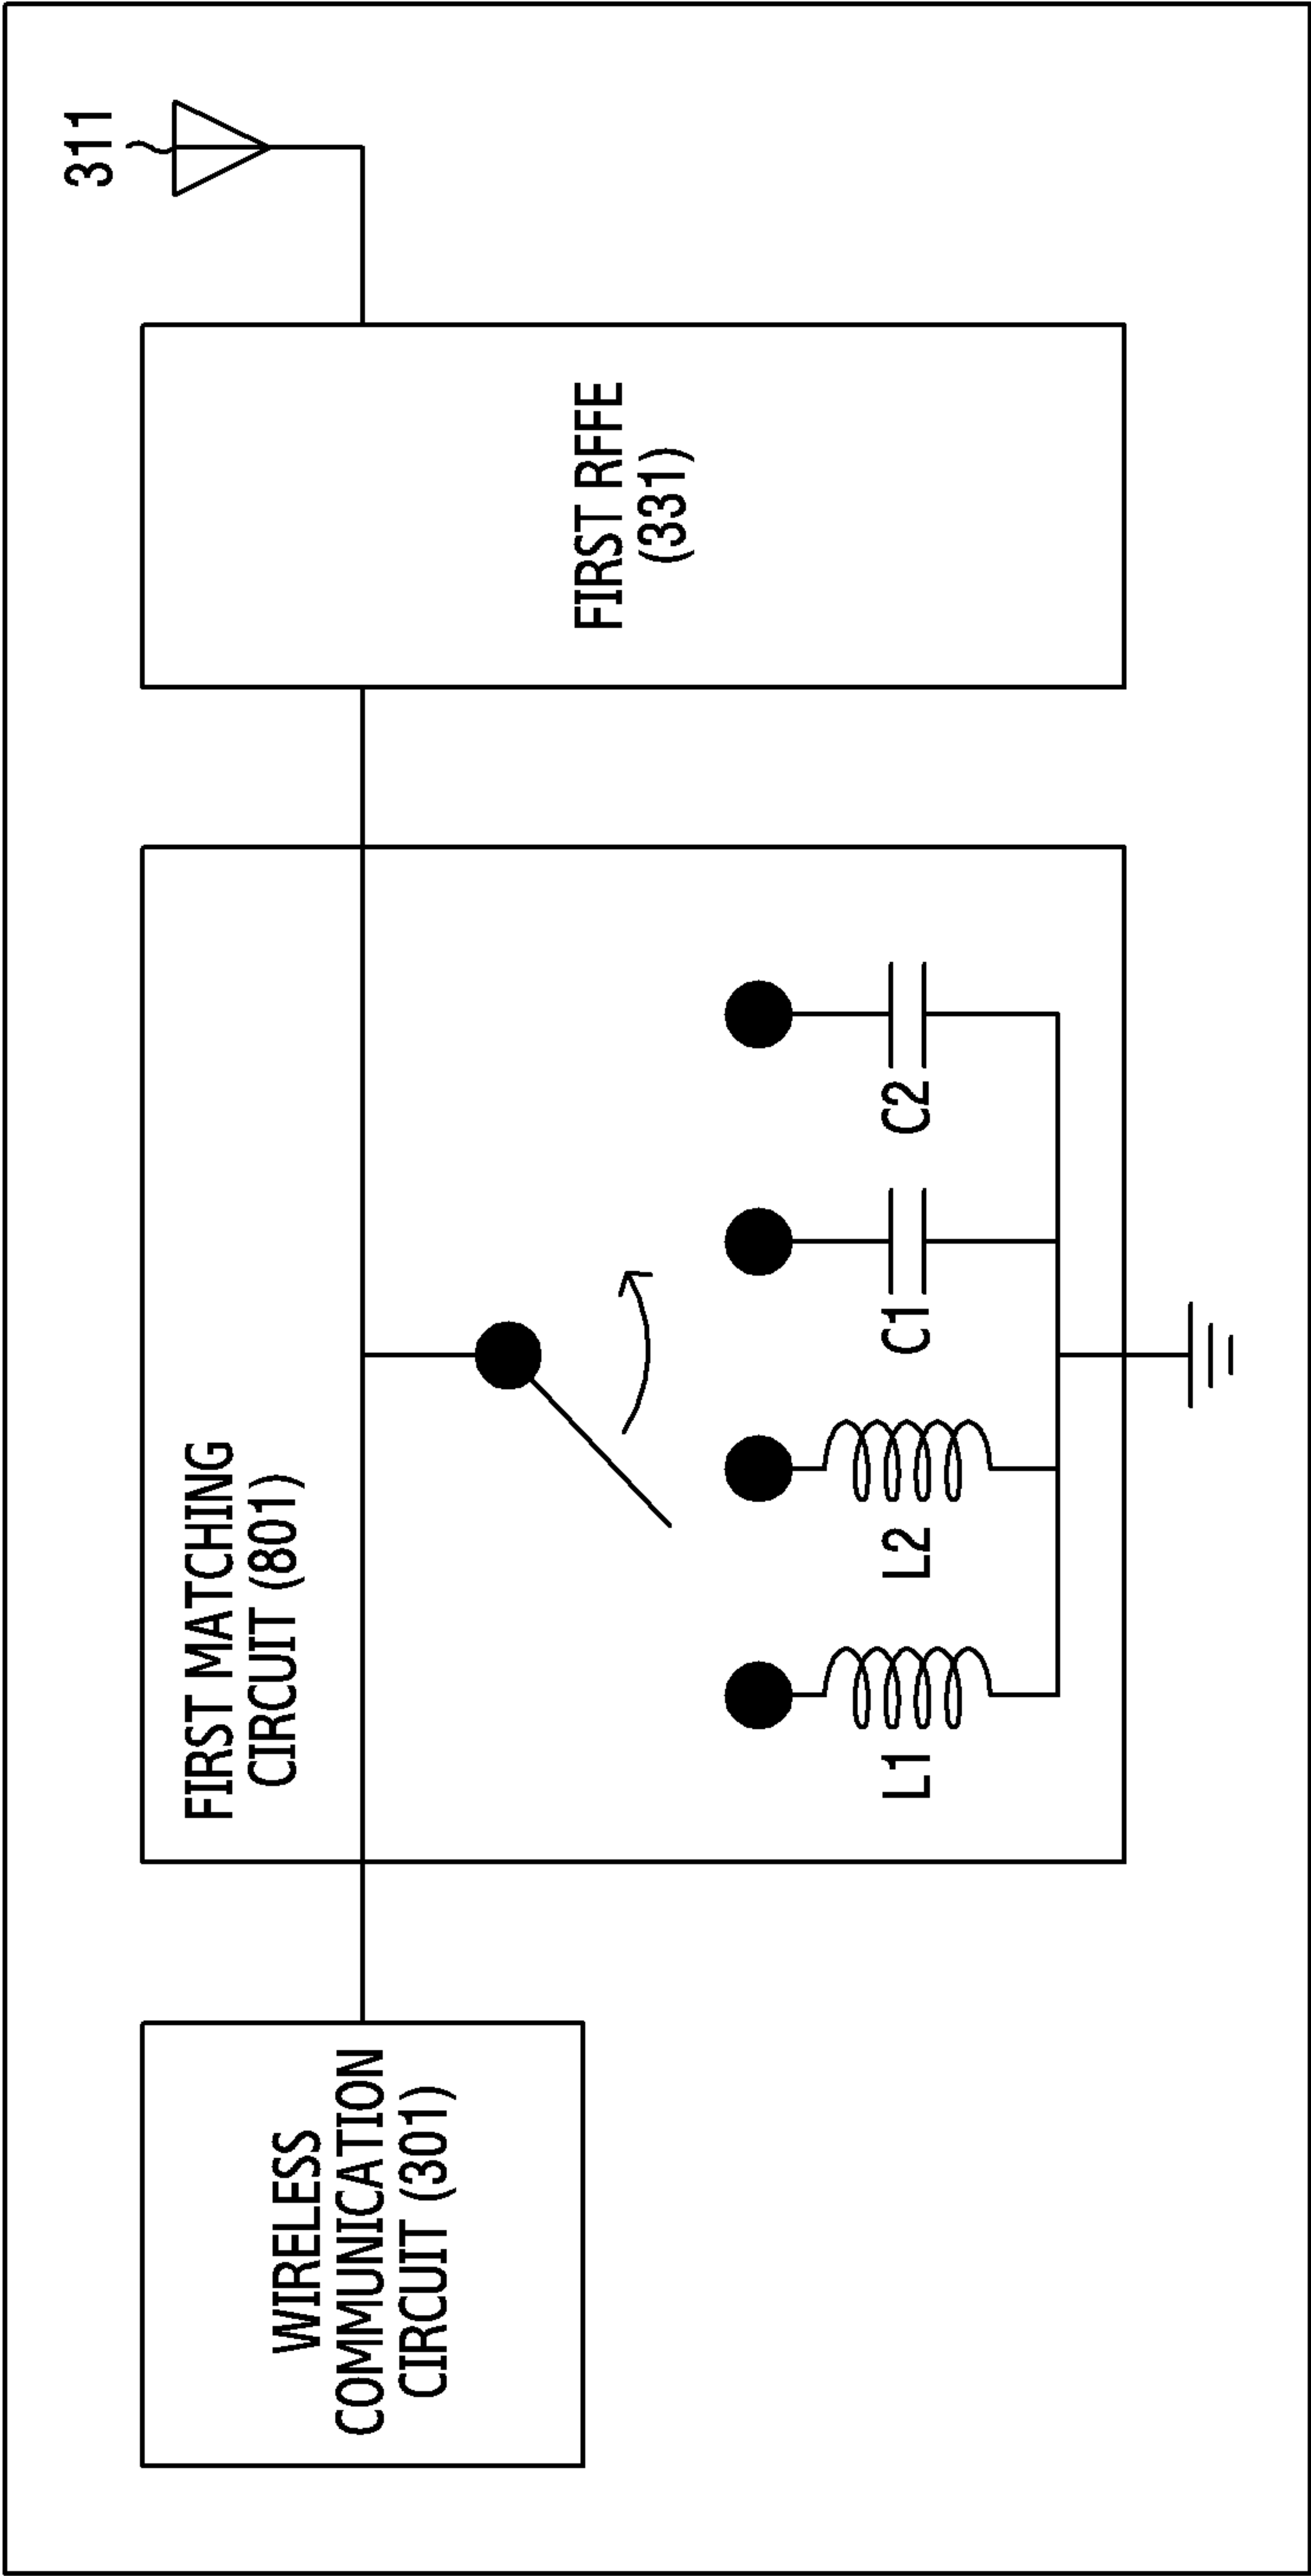 WIRELESS
COMMUNICATION
CIRCUIT (301)
FIRST MATCHING
CIRCUIT (801)
L1
L2
C1
C2
FIRST RFFE
(331)
311